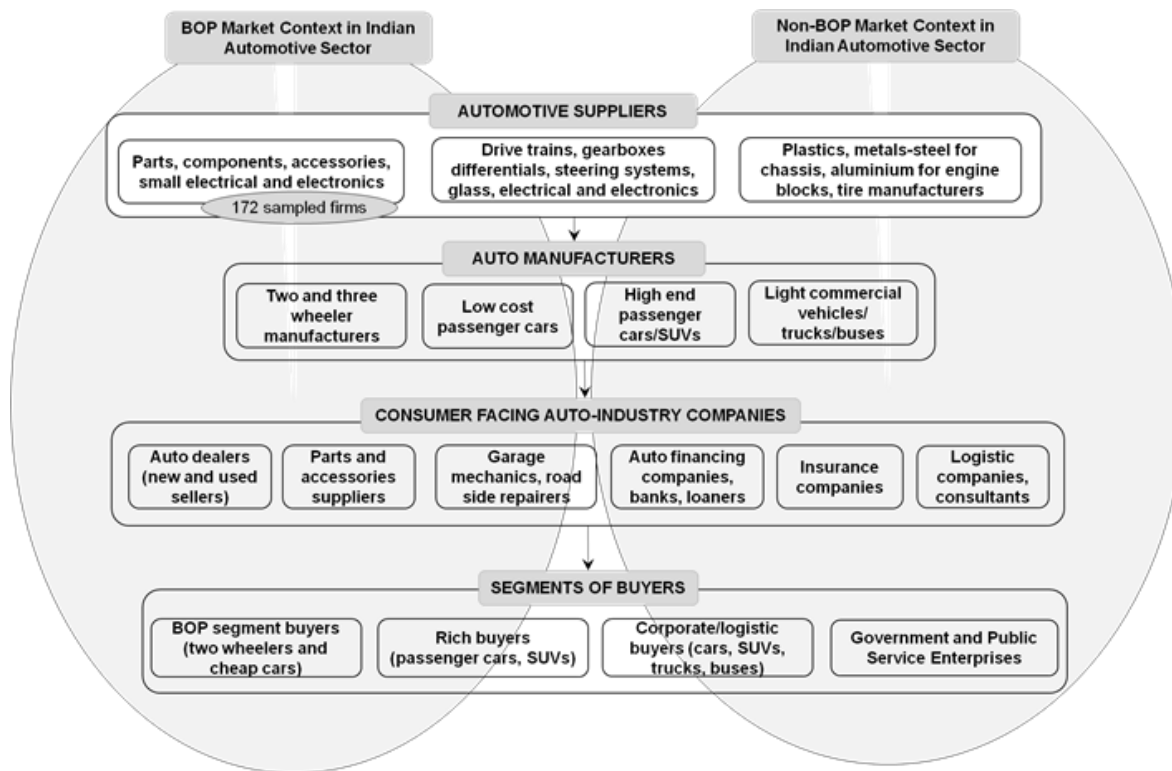 BOP Market Context in Indian
Automotive Sector
Non-BOP Market Context in
Indian Automotive Sector
AUTOMOTIVE SUPPLIERS
Parts, components, accessories,
small electrical and electronics
172 sampled firms
Drive trains, gearboxes
differentials, steering systems,
glass, electrical and electronics
Plastics, metals-steel for
chassis, aluminium for engine
blocks, tire manufacturers
AUTO MANUFACTURERS
Two and three
wheeler
manufacturers
Low cost
passenger cars
High end
passenger
cars/SUVs
Light commercial
vehicles/
trucks/buses
CONSUMER FACING AUTO-INDUSTRY COMPANIES
Auto dealers
(new and used
sellers)
Parts and
accessories
suppliers
Garage
mechanics, road
side repairers
Auto financing
companies,
banks, loaners
Insurance
companies
Logistic
companies,
consultants
SEGMENTS OF BUYERS
BOP segment buyers
(two wheelers and
cheap cars)
Rich buyers
(passenger cars, SUVs)
Corporate/logistic
buyers (cars, SUVs,
trucks, buses)
Government and Public
Service Enterprises